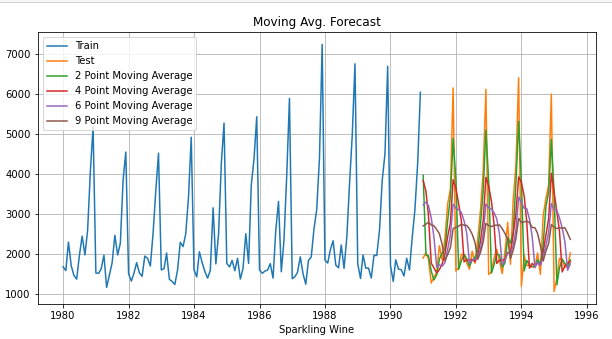 Moving Avg. Forecast
7000
6000
5000
4000
3000
2000
1000
Train
Test
2 Point Moving Average
4 Point Moving Average
6 Point Moving Average
9 Point Moving Average
1980 1982 1984 1986 1988 1990 1992 1994 1996
Sparkling Wine